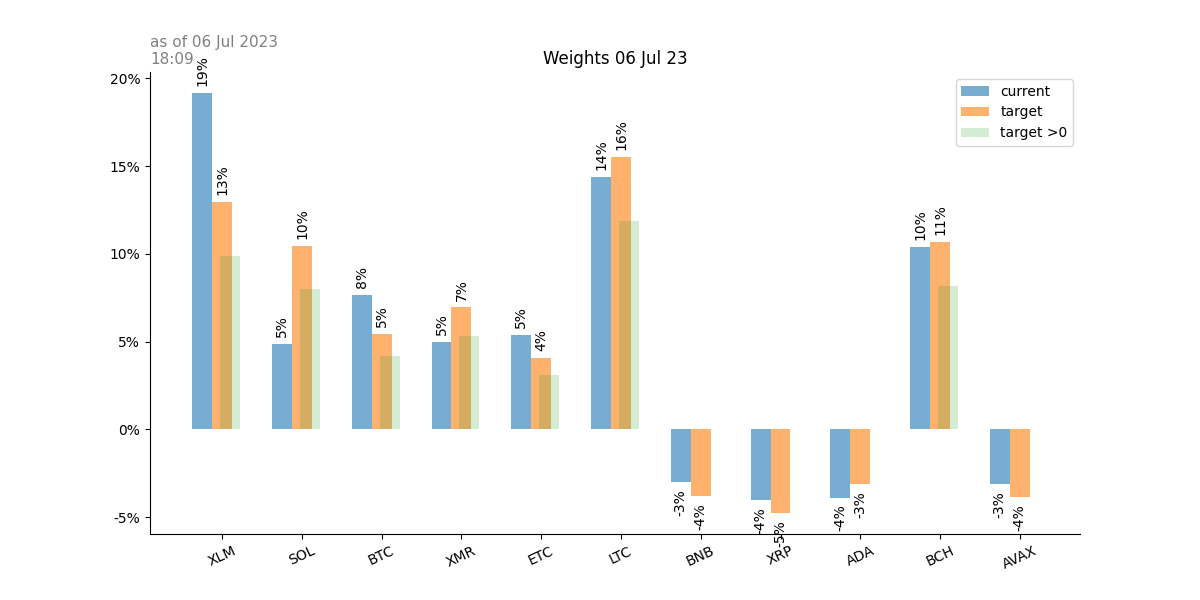 as of 06 Jul 2023
18:09
Weights 06 Jul 23
current
target
target >0
20%
15%
10%
5%
0%
-5%
19%
13%
5%
10%
8%
5%
5%
7%
5%
4%
14%
16%
-3%
-4%
-4%
-5%
-4%
-3%
10%
11%
-3%
-4%
XLM
SOL
BTC
XMR
ETC
LTC
BNB
XRP
ADA
BCH
AVAX